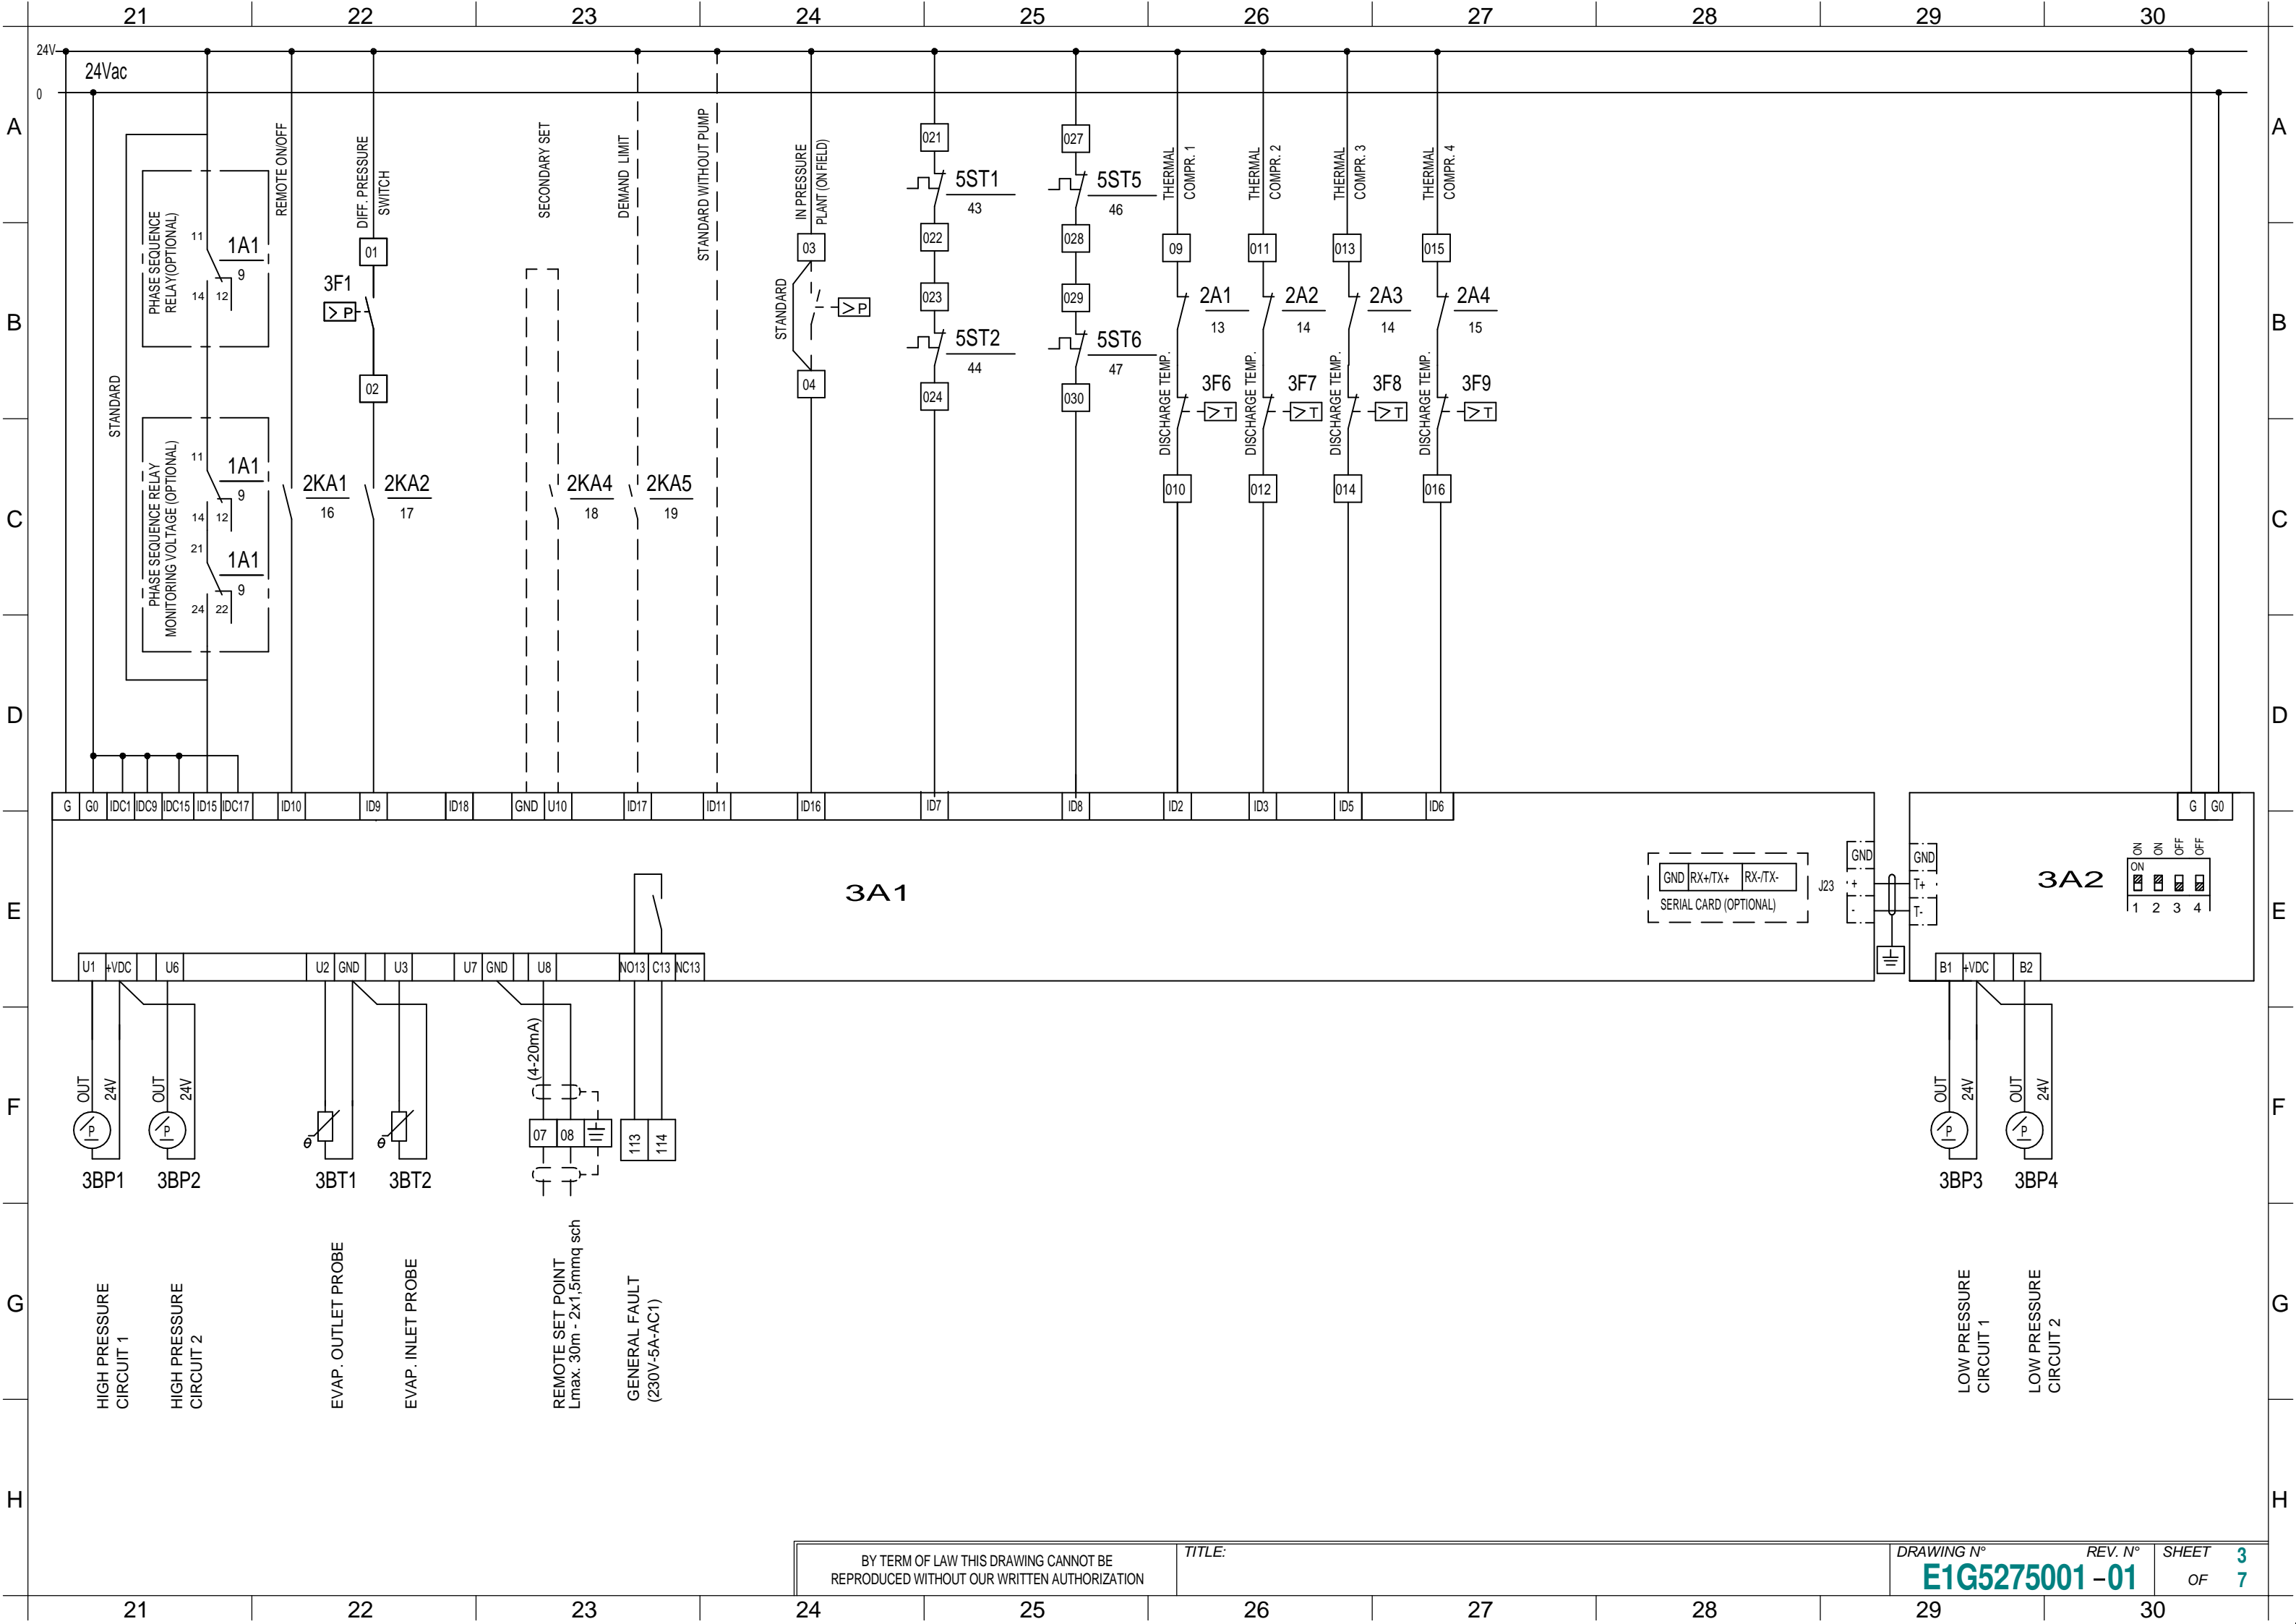 21 22 23 24 25 26 27 28 29 30
24V
24Vac
0
A
A
B
B
C
C
D
D
E
E
F
F
G
G
H
H
STANDARD
PHASE SEQUENCE
RELAY(OPTIONAL)
11
1A1
9
14 12
PHASE SEQUENCE RELAY
MONITORING VOLTAGE (OPTIONAL)
11
1A1
9
14 12
21
1A1
9
24 22
REMOTE ON/OFF
2KA1
16
DIFF. PRESSURE
SWITCH
01
3F1
> P
02
2KA2
17
SECONDARY SET
2KA4
18
DEMAND LIMIT
2KA5
19
STANDARD WITHOUT PUMP
IN PRESSURE
PLANT (ON FIELD)
03
STANDARD
> P
04
021
5ST1
43
022
023
5ST2
44
024
027
5ST5
46
028
029
5ST6
47
030
THERMAL
COMPR. 1
09
2A1
13
DISCHARGE TEMP.
3F6
> T
010
THERMAL
COMPR. 2
011
2A2
14
DISCHARGE TEMP.
3F7
> T
012
THERMAL
COMPR. 3
013
2A3
14
DISCHARGE TEMP.
3F8
> T
014
THERMAL
COMPR. 4
015
2A4
15
DISCHARGE TEMP.
3F9
> T
016
G G0 IDC1 IDC9 IDC15 ID15 IDC17 ID10 ID9 ID18 GND U10 ID17 ID11 ID16 ID7 ID8 ID2 ID3 ID5 ID6
G G0
3A1
GND RX+/TX+ RX-/TX-
SERIAL CARD (OPTIONAL)
J23
GND
+
-
GND
T+
T-
3A2
ON ON OFF OFF
ON
1 2 3 4
U1 +VDC U6 U2 GND U3 U7 GND U8 NO13 C13 NC13
B1 +VDC B2
OUT
24V
P
3BP1
HIGH PRESSURE
CIRCUIT 1
OUT
24V
P
3BP2
HIGH PRESSURE
CIRCUIT 2
θ
3BT1
EVAP. OUTLET PROBE
θ
3BT2
EVAP. INLET PROBE
(4-20mA)
07 08
REMOTE SET POINT
Lmax. 30m - 2x1,5mmq sch
113 114
GENERAL FAULT
(230V-5A-AC1)
OUT
24V
P
3BP3
LOW PRESSURE
CIRCUIT 1
OUT
24V
P
3BP4
LOW PRESSURE
CIRCUIT 2
BY TERM OF LAW THIS DRAWING CANNOT BE
REPRODUCED WITHOUT OUR WRITTEN AUTHORIZATION
TITLE:
DRAWING N° REV. N°
E1G5275001 -01
SHEET 3
OF 7
21 22 23 24 25 26 27 28 29 30